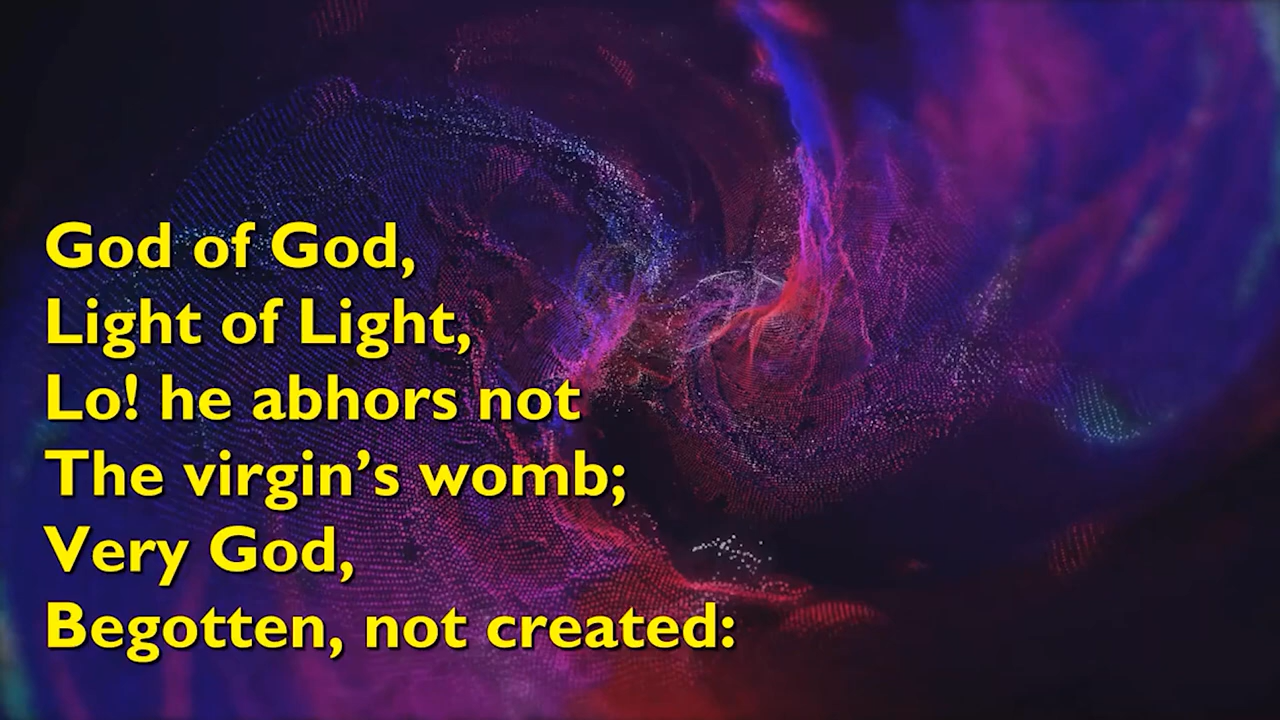 God of God,
Light of Light,
Lo! he abhors not
The virgin’s womb;
Very God,
Begotten, not created: